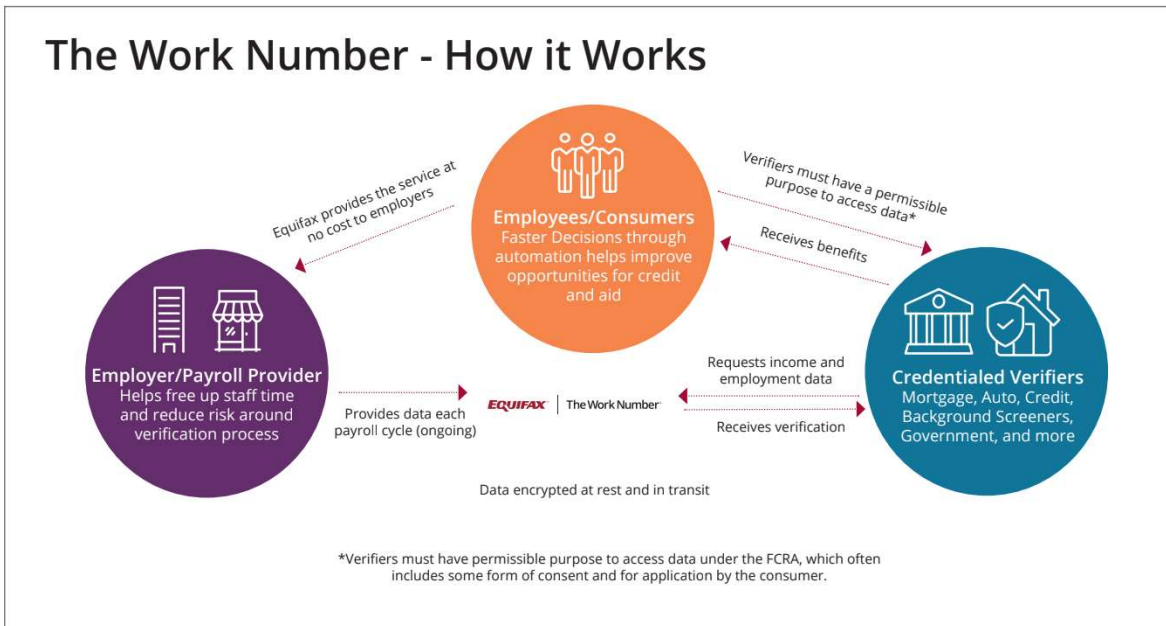 The Work Number - How it Works
Equifax provides the service at
no cost to employers
Employees/Consumers
Faster Decisions through
automation helps improve
opportunities for credit
and aid
Verifiers must have a permissible
purpose to access data*
Receives benefits
Employer/Payroll Provider
Helps free up staff time
and reduce risk around
verification process
Provides data each
payroll cycle (ongoing)
EQUIFAX | The Work Number
Requests income and
employment data
Receives verification
Credentialed Verifiers
Mortgage, Auto, Credit,
Background Screeners,
Government, and more
Data encrypted at rest and in transit
*Verifiers must have permissible purpose to access data under the FCRA, which often
includes some form of consent and for application by the consumer.